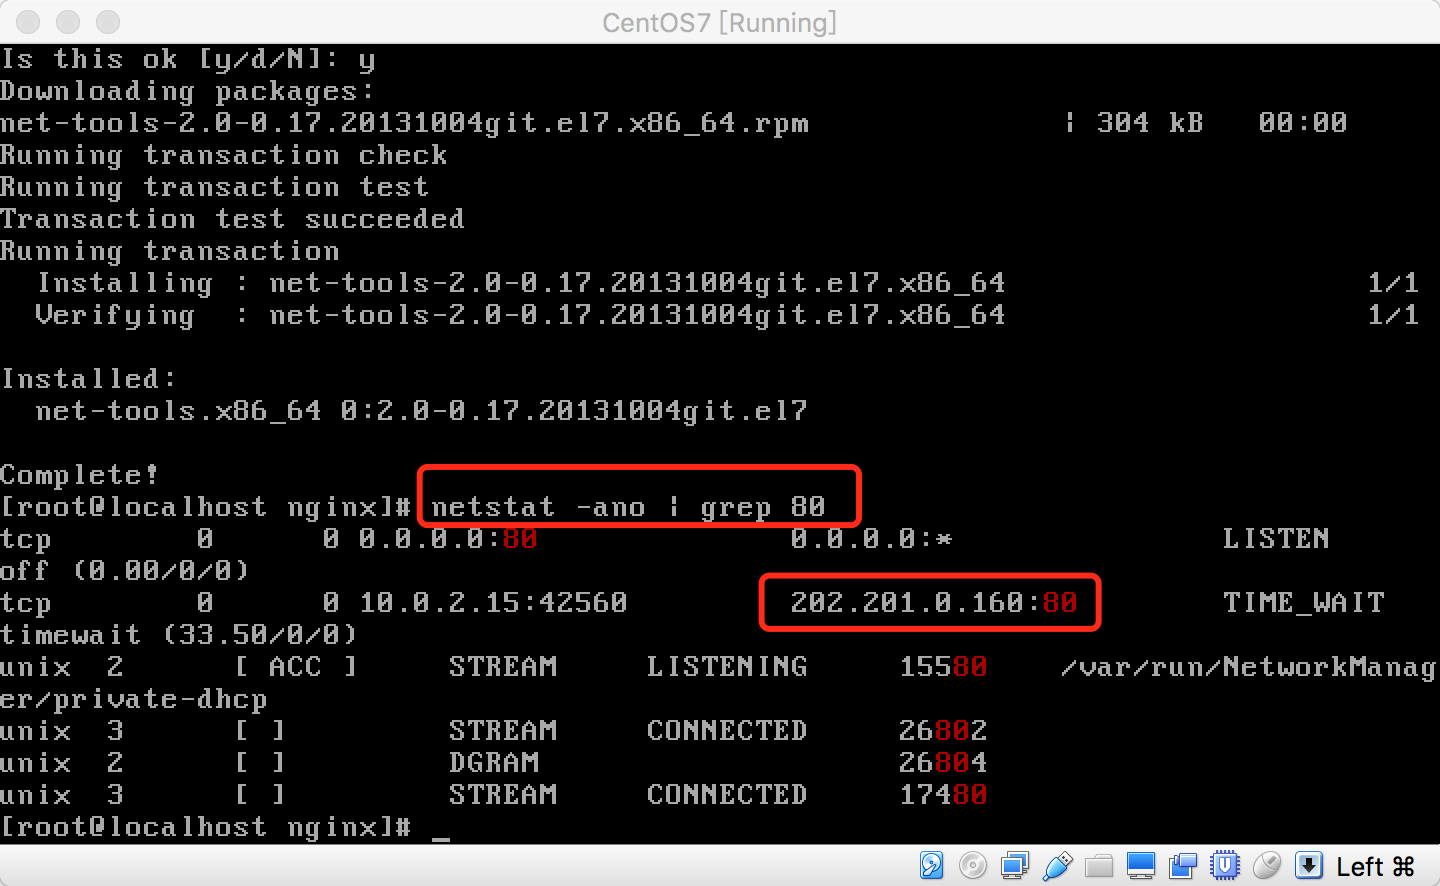 CentOS7 [Running]
Is this ok [y/d/N]: y
Downloading packages:
net-tools-2.0-0.17.20131004git.el7.x86_64.rpm | 304 kB 00:00
Running transaction check
Running transaction test
Transaction test succeeded
Running transaction
Installing : net-tools-2.0-0.17.20131004git.el7.x86_64 1/1
Verifying : net-tools-2.0-0.17.20131004git.el7.x86_64 1/1
Installed:
net-tools.x86_64 0:2.0-0.17.20131004git.el7
Complete!
[root@localhost nginx]# netstat -ano | grep 80
tcp 0 0 0.0.0.0:80 0.0.0.0:* LISTEN
off (0.00/0/0)
tcp 0 0 10.0.2.15:42560 202.201.0.160:80 TIME_WAIT
timewait (33.50/0/0)
unix 2 [ ACC ] STREAM LISTENING 15580 /var/run/NetworkManag
er/private-dhcp
unix 3 [ ] STREAM CONNECTED 26802
unix 2 [ ] DGRAM 26804
unix 3 [ ] STREAM CONNECTED 17480
[root@localhost nginx]# _
Left ⌘